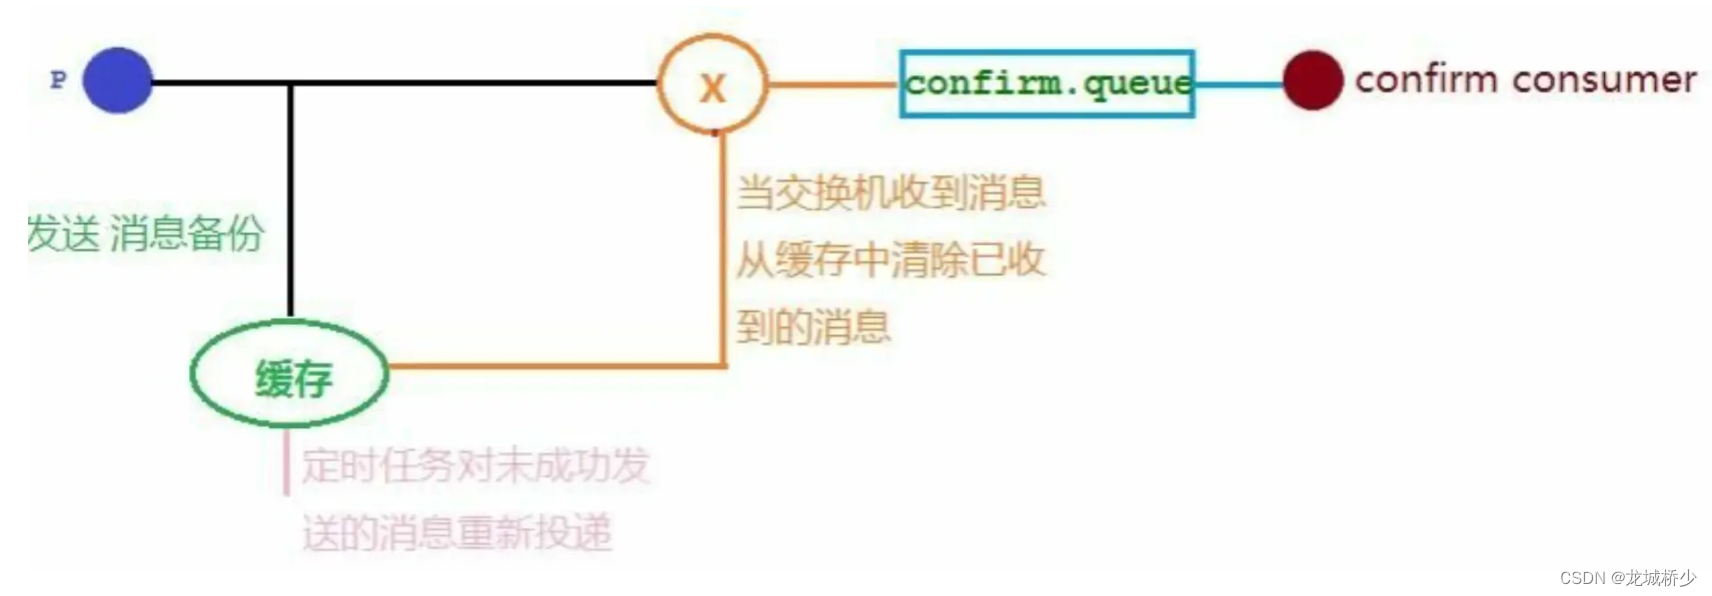 P
X
confirm.queue
confirm consumer
当交换机收到消息
从缓存中清除已收
到的消息
发送 消息备份
缓存
定时任务对未成功发
送的消息重新投递
CSDN @龙城桥少